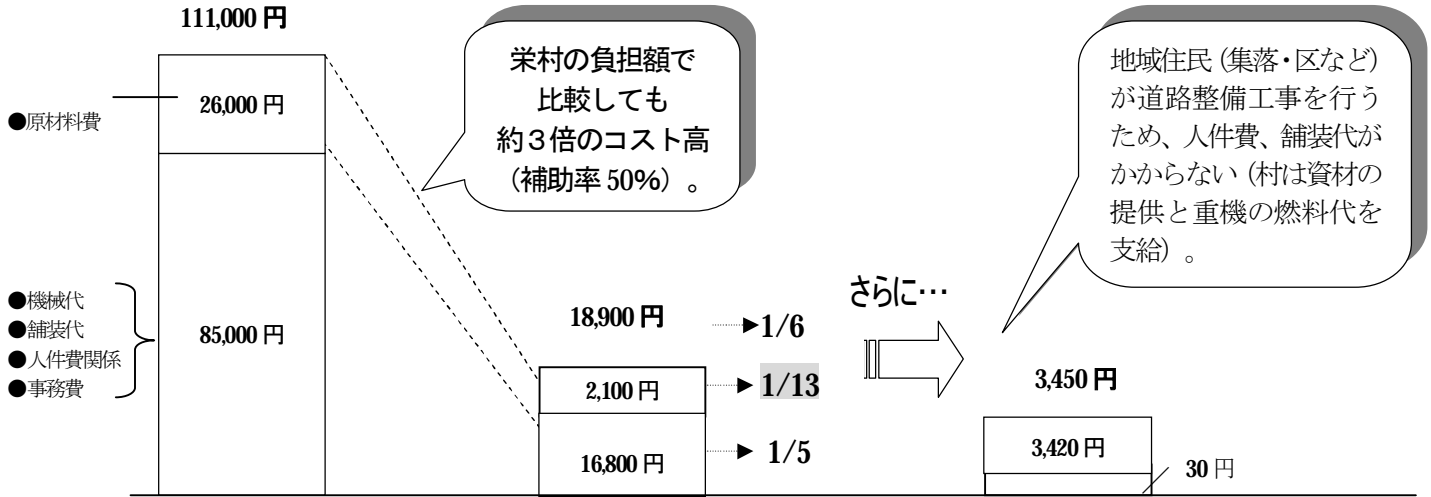 111,000 円
26,000 円
●原材料費
●機械代
●舗装代
●人件費関係
●事務費
85,000 円
栄村の負担額で
比較しても
約3倍のコスト高
（補助率 50%）。
18,900 円
1/6
2,100 円
1/13
16,800 円
1/5
さらに…
地域住民（集落・区など）
が道路整備工事を行う
ため、人件費、舗装代が
かからない（村は資材の
提供と重機の燃料代を
支給）。
3,450 円
3,420 円
30 円